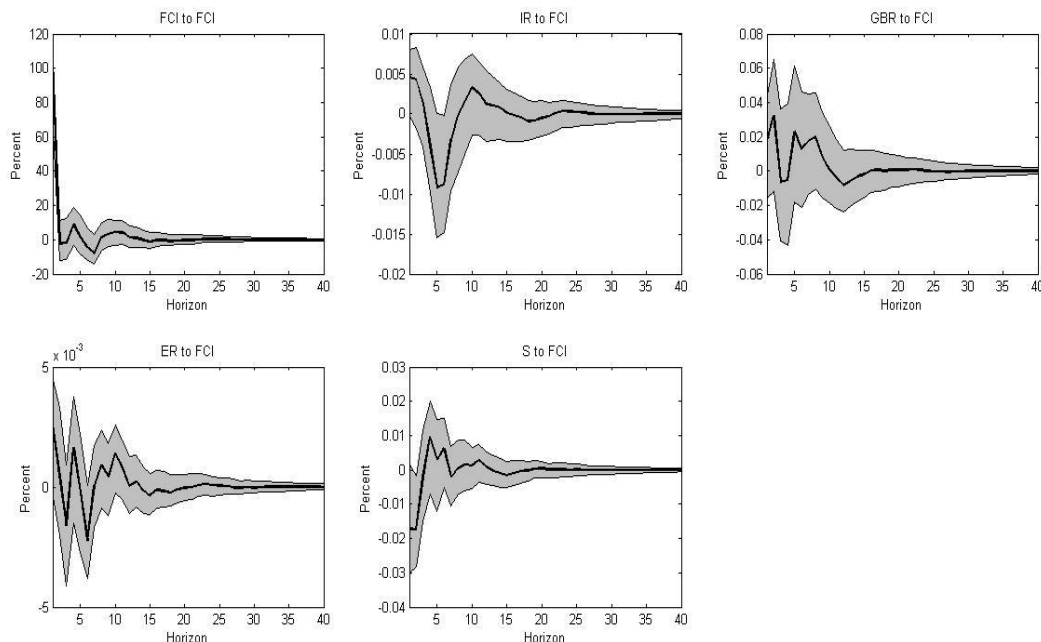 FCI to FCI
120
100
80
60
40
20
0
-20
Percent
5 10 15 20 25 30 35 40
Horizon
IR to FCI
0.01
0.005
0
-0.005
-0.01
-0.015
-0.02
Percent
5 10 15 20 25 30 35 40
Horizon
GBR to FCI
0.08
0.06
0.04
0.02
0
-0.02
-0.04
-0.06
Percent
5 10 15 20 25 30 35 40
Horizon
ER to FCI
5 x 10⁻³
0
-5
Percent
5 10 15 20 25 30 35 40
Horizon
S to FCI
0.03
0.02
0.01
0
-0.01
-0.02
-0.03
-0.04
Percent
5 10 15 20 25 30 35 40
Horizon